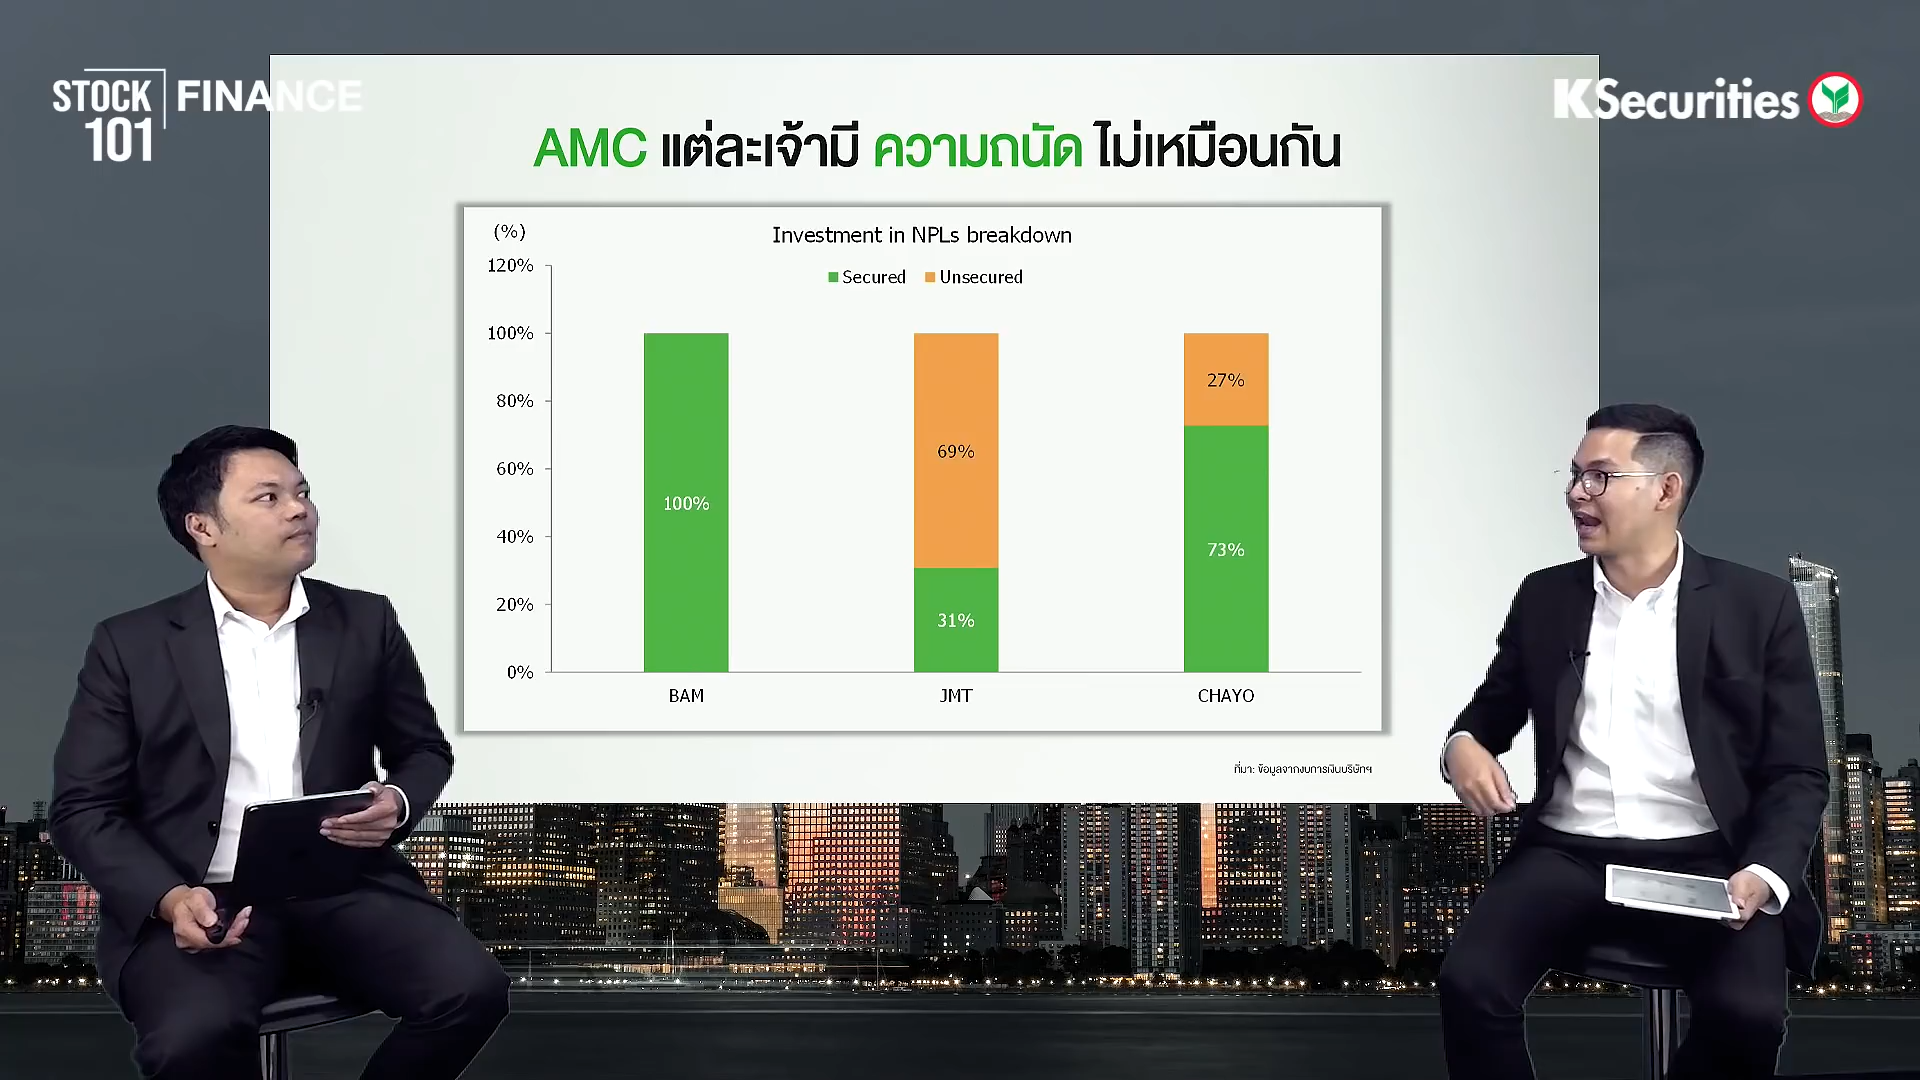 STOCK 101 FINANCE
KSecurities
AMC แต่ละเจ้ามี ความถนัด ไม่เหมือนกัน
(%)
Investment in NPLs breakdown
Secured Unsecured
120%
100%
80%
60%
40%
20%
0%
100%
69%
31%
27%
73%
BAM JMT CHAYO
ที่มา: ข้อมูลจากงบการเงินบริษัทฯ